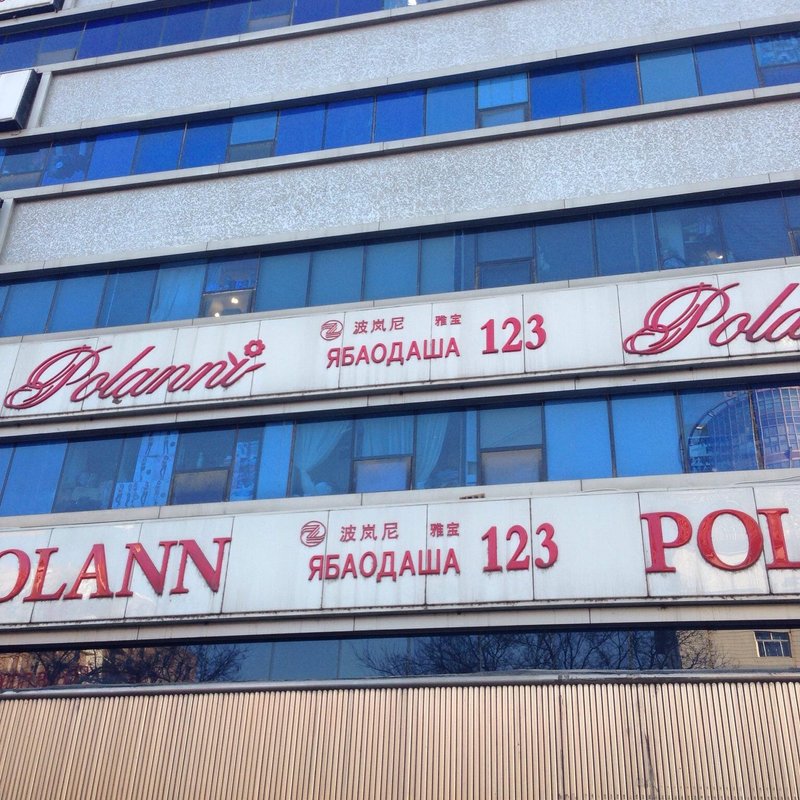 Polanni
波岚尼 雅宝
ЯБАОДАША 123
Pola
OLANN
波岚尼 雅宝
ЯБАОДАША 123
POL